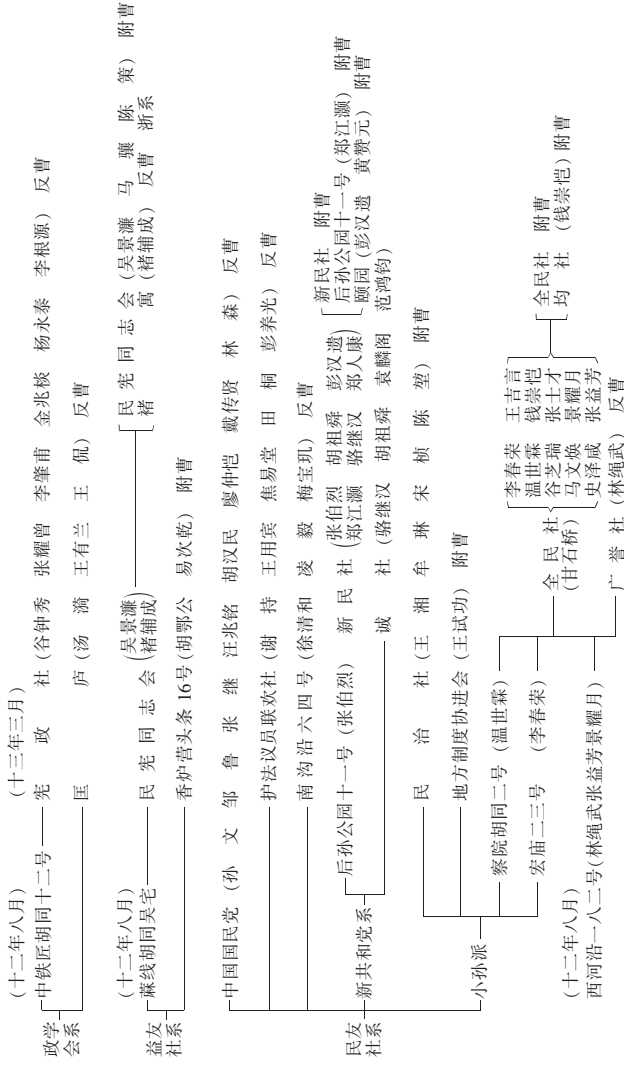 (十二年八月) (十三年三月)
政学会系
中铁匠胡同十二号 宪政社(谷钟秀 张耀曾 李肇甫 金兆棪 杨永泰 李根源) 反曹
匡庐(汤漪 王有兰 王侃) 反曹
(十二年八月)
益友社系
蔴线胡同吴宅 民宪同志会(吴景濂 褚辅成) 民宪同志会(吴景濂 马骧 陈策) 附曹
褚寓(褚辅成) 反曹 浙系
香炉营头条16号(胡鄂公 易次乾) 附曹
民友社系
中国国民党(孙文 邹鲁 张继 汪兆铭 胡汉民 廖仲恺 戴传贤 林森) 反曹
护法议员联欢社(谢持 王用宾 焦易堂 田桐 彭养光) 反曹
南沟沿六四号(徐清和 凌毅 梅宝玑) 反曹
新共和党系
后孙公园十一号(张伯烈) 新民社(张伯烈 胡祖舜 彭汉遗 郑江灏 骆继汉 郑人康)
新民社 附曹
后孙公园十一号(郑江灏) 附曹
颐园(彭汉遗 黄赞元) 附曹
诚社(骆继汉 胡祖舜 袁麟阁 范鸿钧)
小孙派
民治社(王湘 牟琳 宋桢 陈堃) 附曹
地方制度协进会(王试功) 附曹
察院胡同二号(温世霖)
宏庙二三号(李春荣)
全民社(甘石桥)
李春荣 王吉言
温世霖 钱崇恺
谷芝瑞 张士才
马文焕 景耀月
史泽咸 张益芳
全民社 附曹
均社(钱崇恺) 附曹
(十二年八月)
西河沿一八二号(林绳武张益芳景耀月) 广誉社(林绳武) 反曹